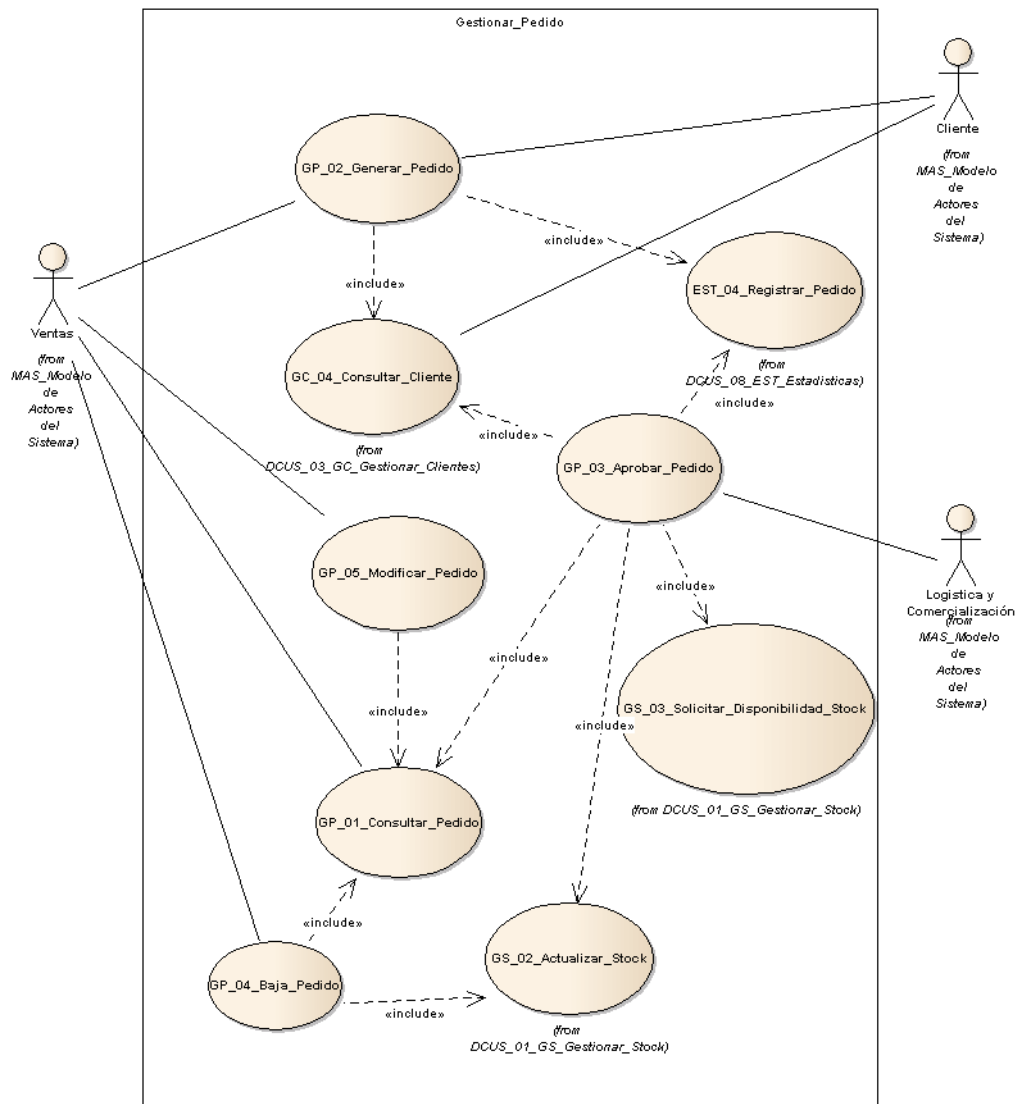 Gestionar_Pedido
Cliente
(from
MAS_Modelo
de
Actores
del
Sistema)
GP_02_Generar_Pedido
«include»
«include»
EST_04_Registrar_Pedido
(from
DCUS_08_EST_Estadisticas)
«include»
Ventas
(from
MAS_Modelo
de
Actores
del
Sistema)
GC_04_Consultar_Cliente
(from
DCUS_03_GC_Gestionar_Clientes)
«include»
GP_03_Aprobar_Pedido
GP_05_Modificar_Pedido
«include»
«include»
«include»
«include»
Logistica y
Comercialización
(from
MAS_Modelo
de
Actores
del
Sistema)
GS_03_Solicitar_Disponibilidad_Stock
(from DCUS_01_GS_Gestionar_Stock)
GP_01_Consultar_Pedido
«include»
GP_04_Baja_Pedido
«include»
GS_02_Actualizar_Stock
(from
DCUS_01_GS_Gestionar_Stock)